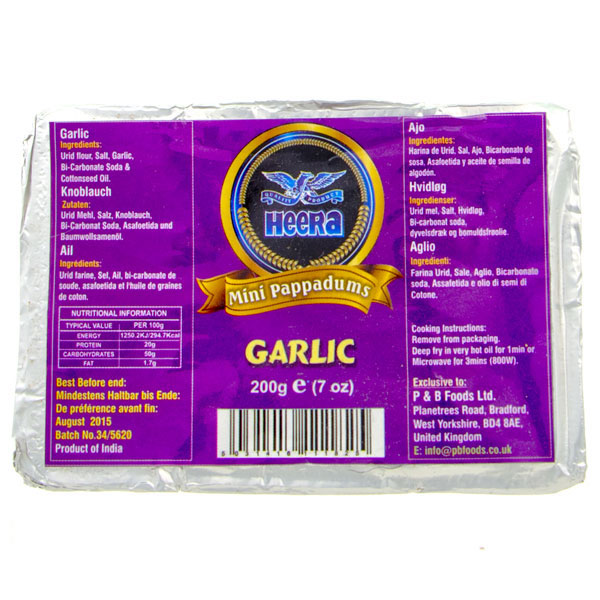 Garlic
Ingredients:
Urid flour, Salt, Garlic,
Bi-Carbonate Soda &
Cottonseed Oil.
Knoblauch
Zutaten:
Urid Mehl, Salz, Knoblauch,
Bi-Carbonat Soda, Asafoetida und
Baumwollsamenöl.
Ail
Ingrédients:
Urid farine, Sel, Ail, bi-carbonate de
soude, asafoetida et l'huile de graines
de coton.
NUTRITIONAL INFORMATION
TYPICAL VALUE PER 100g
ENERGY 1250.2KJ/294.7Kcal
PROTEIN 20g
CARBOHYDRATES 50g
FAT 1.7g
Best Before end:
Mindestens Haltbar bis Ende:
De préférence avant fin:
August 2015
Batch No.34/5620
Product of India
QUALITY PRODUCTS
HEERA
Mini Pappadums
GARLIC
200g e (7 oz)
Ajo
Ingredientes:
Harina de Urid, Sal, Ajo, Bicarbonato de
sosa, Asafoetida y aceite de semilla de
algodón.
Hvidløg
Ingredienser:
Urid mel, Salt, Hvidløg,
Bi-carbonat soda,
dyvelsdræk og bomuldsfraolie.
Aglio
Ingredienti:
Farina Urid, Sale, Aglio, Bicarbonato
soda, Assafetida e olio di semi di
Cotone.
Cooking Instructions:
Remove from packaging.
Deep fry in very hot oil for 1min or
Microwave for 3mins (800W).
Exclusive to:
P & B Foods Ltd.
Planetrees Road, Bradford,
West Yorkshire, BD4 8AE,
United Kingdom
E: info@pbfoods.co.uk